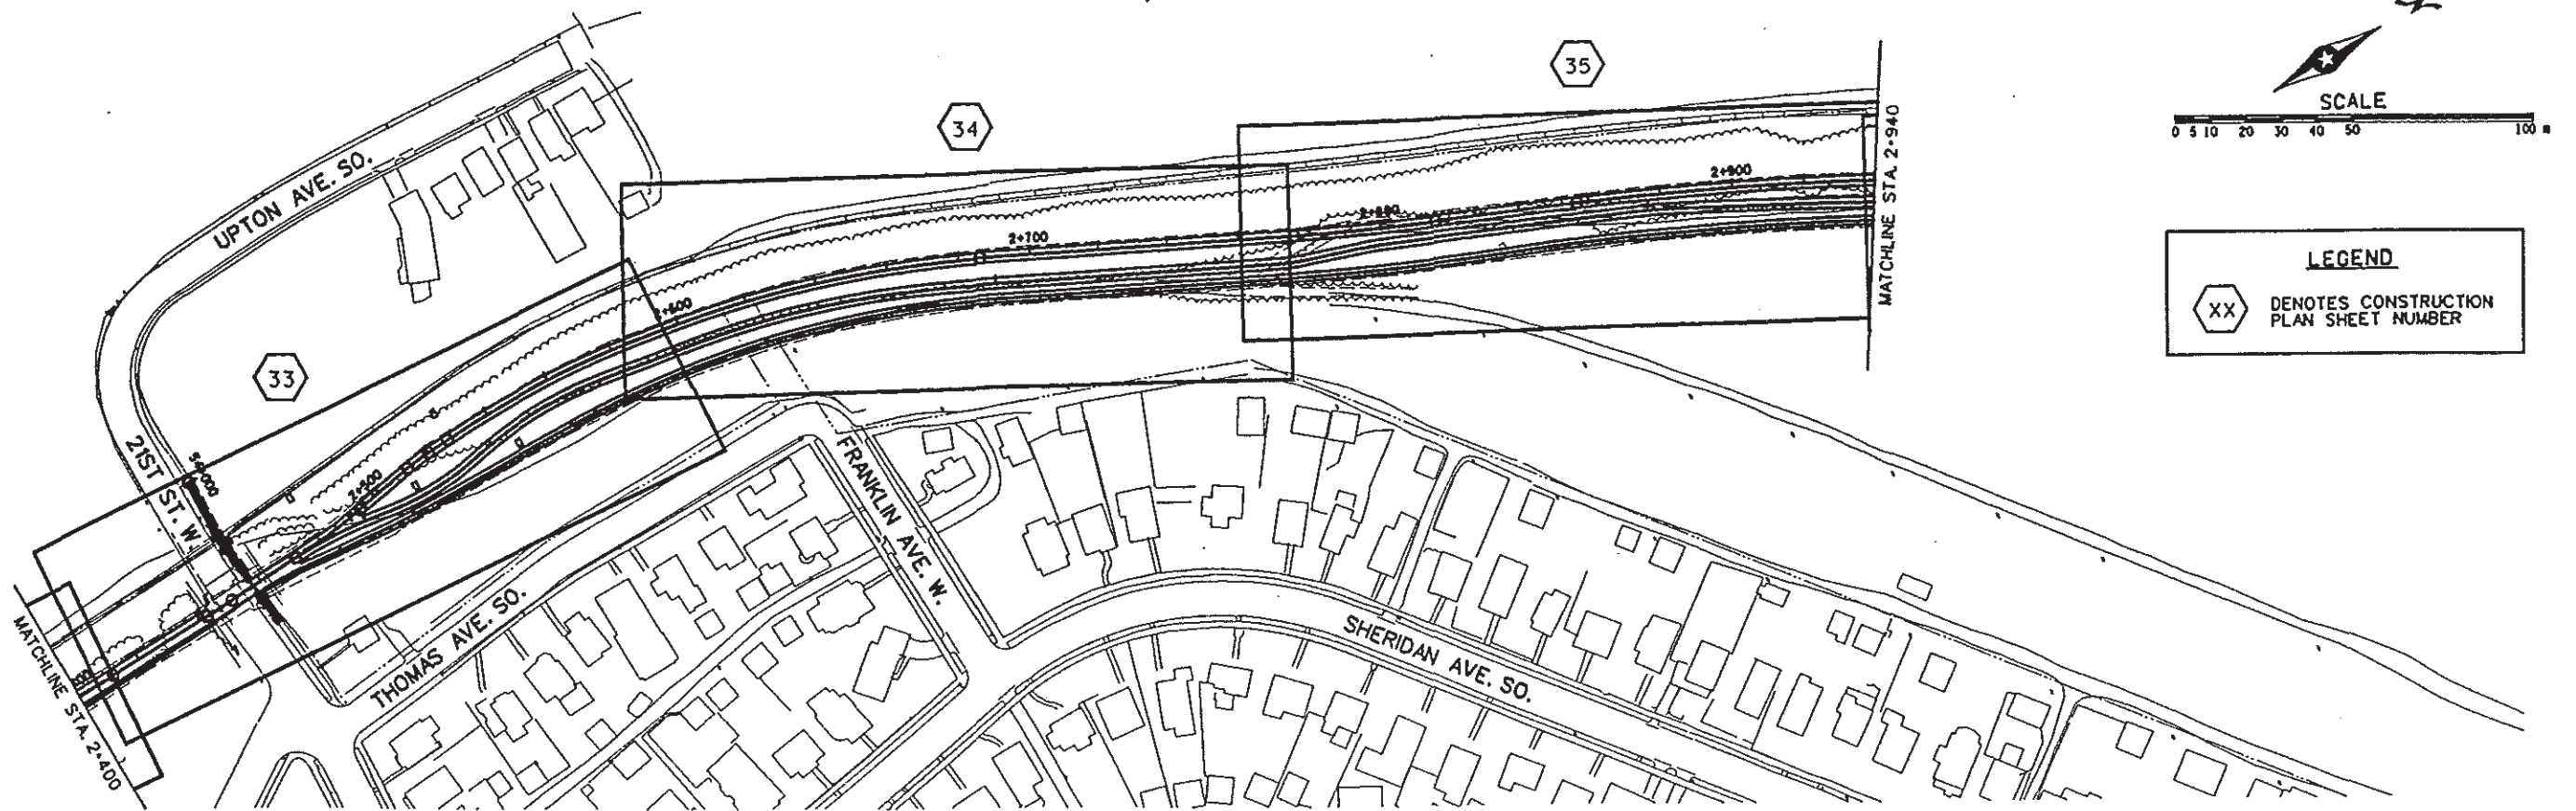 35
34
33
SCALE
0 5 10 20 30 40 50 100 m
MATCHLINE STA. 2+940
LEGEND
XX DENOTES CONSTRUCTION
PLAN SHEET NUMBER
UPTON AVE. SO.
2+900
2+700
2+600
2+500
21ST ST. W.
FRANKLIN AVE. W.
THOMAS AVE. SO.
SHERIDAN AVE. SO.
MATCHLINE STA. 2+400